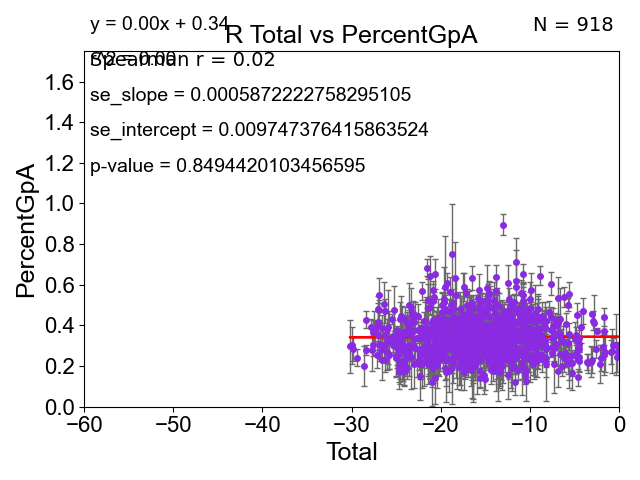 y = 0.00x + 0.34
N = 918
R Total vs PercentGpA
Spearman r = 0.02
se_slope = 0.0005872222758295105
se_intercept = 0.009747376415863524
p-value = 0.8494420103456595
PercentGpA
1.6
1.4
1.2
1.0
0.8
0.6
0.4
0.2
0.0
−60 −50 −40 −30 −20 −10 0
Total